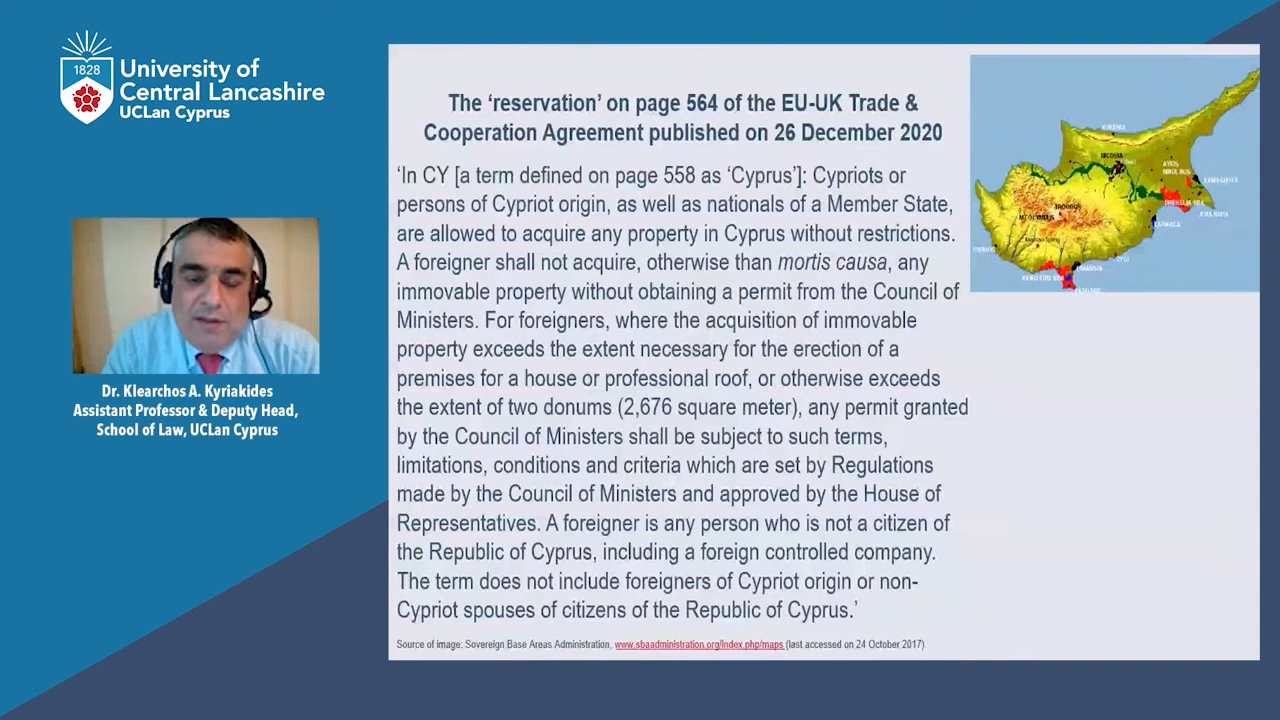 1828
University of
Central Lancashire
UCLan Cyprus
Dr. Klearchos A. Kyriakides
Assistant Professor & Deputy Head,
School of Law, UCLan Cyprus
The ‘reservation’ on page 564 of the EU-UK Trade &
Cooperation Agreement published on 26 December 2020
‘In CY [a term defined on page 558 as ‘Cyprus’]: Cypriots or
persons of Cypriot origin, as well as nationals of a Member State,
are allowed to acquire any property in Cyprus without restrictions.
A foreigner shall not acquire, otherwise than mortis causa, any
immovable property without obtaining a permit from the Council of
Ministers. For foreigners, where the acquisition of immovable
property exceeds the extent necessary for the erection of a
premises for a house or professional roof, or otherwise exceeds
the extent of two donums (2,676 square meter), any permit granted
by the Council of Ministers shall be subject to such terms,
limitations, conditions and criteria which are set by Regulations
made by the Council of Ministers and approved by the House of
Representatives. A foreigner is any person who is not a citizen of
the Republic of Cyprus, including a foreign controlled company.
The term does not include foreigners of Cypriot origin or non-
Cypriot spouses of citizens of the Republic of Cyprus.’
Source of image: Sovereign Base Areas Administration, www.sbaadministration.org/index.php/maps (last accessed on 24 October 2017)
KYRENIA
NICOSIA
AYIOS
NIKOLAOS
DHEKELIA SBA
TROODOS
MT OLYMPUS